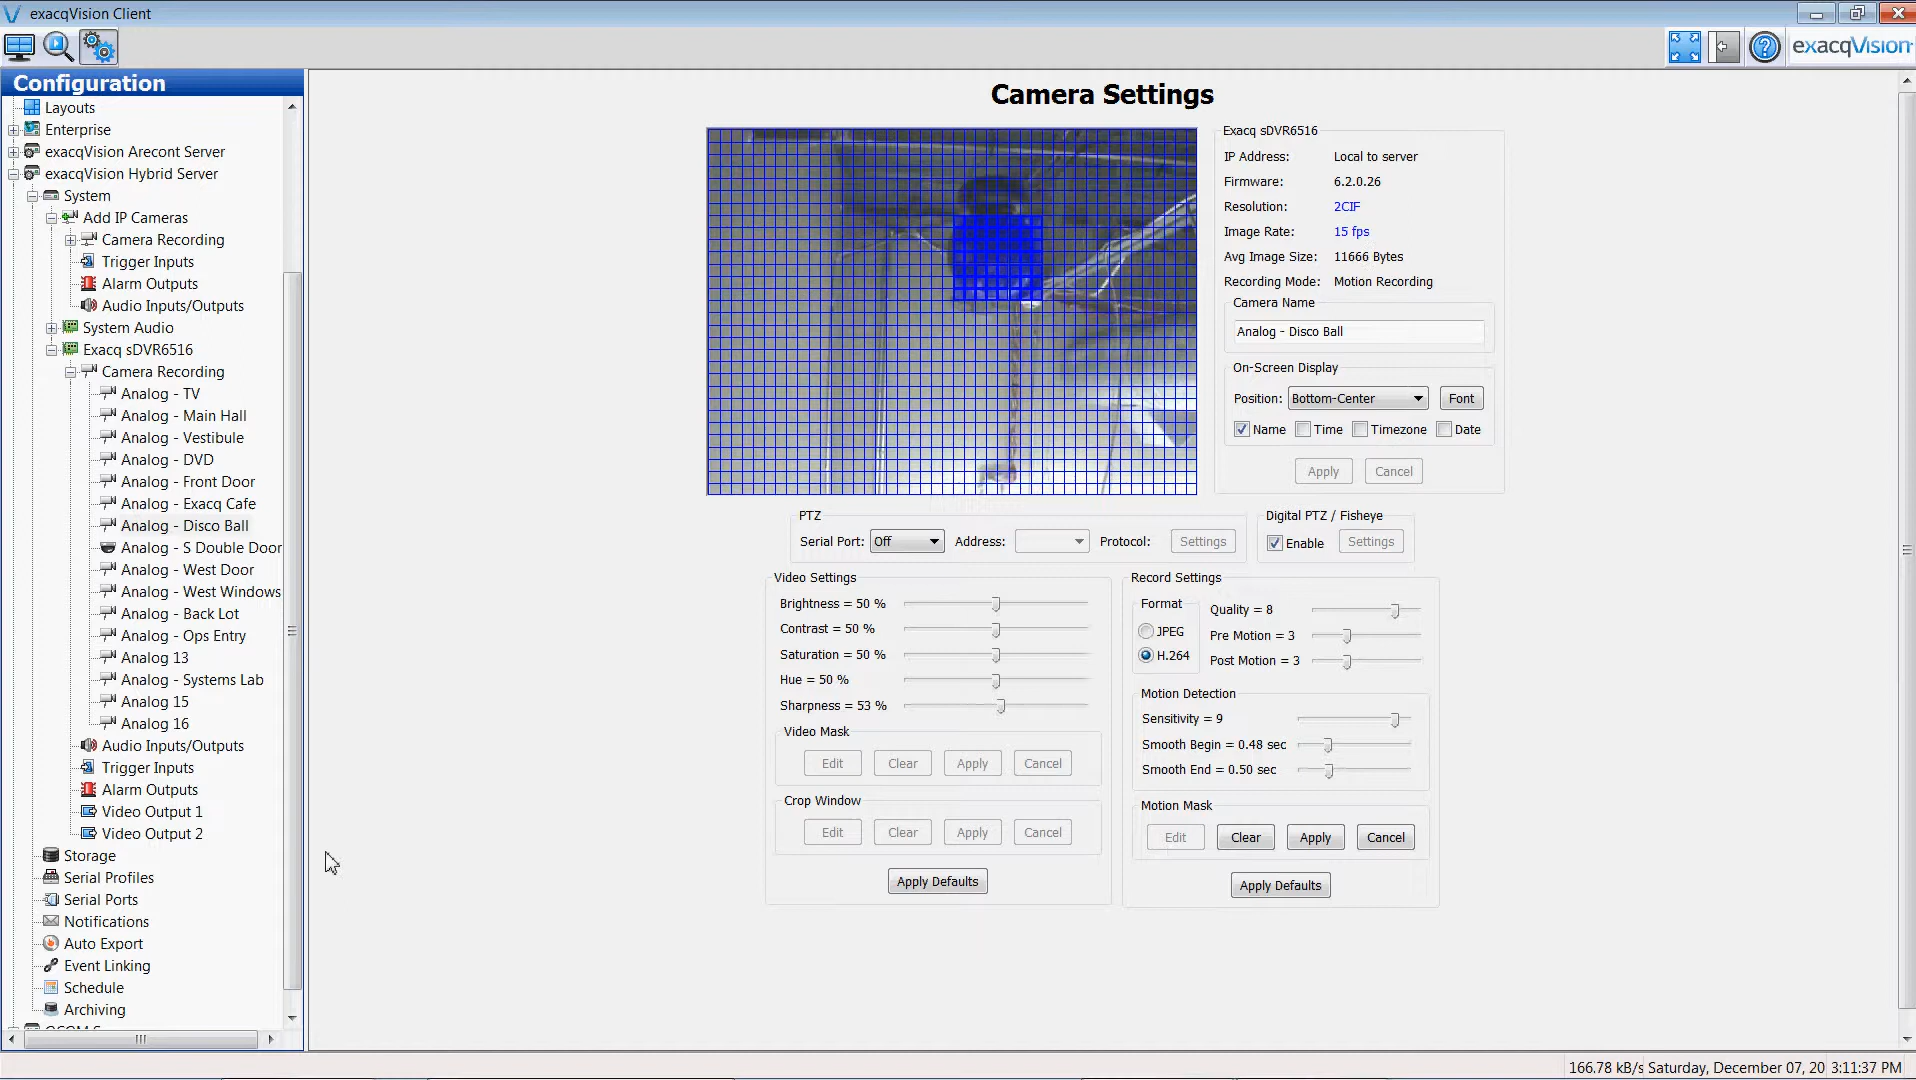 exacqVision Client
exacqVision
Configuration
Layouts
Enterprise
exacqVision Arecont Server
exacqVision Hybrid Server
System
Add IP Cameras
Camera Recording
Trigger Inputs
Alarm Outputs
Audio Inputs/Outputs
System Audio
Exacq sDVR6516
Camera Recording
Analog - TV
Analog - Main Hall
Analog - Vestibule
Analog - DVD
Analog - Front Door
Analog - Exacq Cafe
Analog - Disco Ball
Analog - S Double Door
Analog - West Door
Analog - West Windows
Analog - Back Lot
Analog - Ops Entry
Analog 13
Analog - Systems Lab
Analog 15
Analog 16
Audio Inputs/Outputs
Trigger Inputs
Alarm Outputs
Video Output 1
Video Output 2
Storage
Serial Profiles
Serial Ports
Notifications
Auto Export
Event Linking
Schedule
Archiving
Camera Settings
Exacq sDVR6516
IP Address: Local to server
Firmware: 6.2.0.26
Resolution: 2CIF
Image Rate: 15 fps
Avg Image Size: 11666 Bytes
Recording Mode: Motion Recording
Camera Name
Analog - Disco Ball
On-Screen Display
Position: Bottom-Center Font
Name Time Timezone Date
Apply Cancel
PTZ
Serial Port: Off Address: Protocol: Settings
Digital PTZ / Fisheye
Enable Settings
Video Settings
Brightness = 50 %
Contrast = 50 %
Saturation = 50 %
Hue = 50 %
Sharpness = 53 %
Video Mask
Edit Clear Apply Cancel
Crop Window
Edit Clear Apply Cancel
Apply Defaults
Record Settings
Format
JPEG
H.264
Quality = 8
Pre Motion = 3
Post Motion = 3
Motion Detection
Sensitivity = 9
Smooth Begin = 0.48 sec
Smooth End = 0.50 sec
Motion Mask
Edit Clear Apply Cancel
Apply Defaults
166.78 kB/s Saturday, December 07, 20 3:11:37 PM